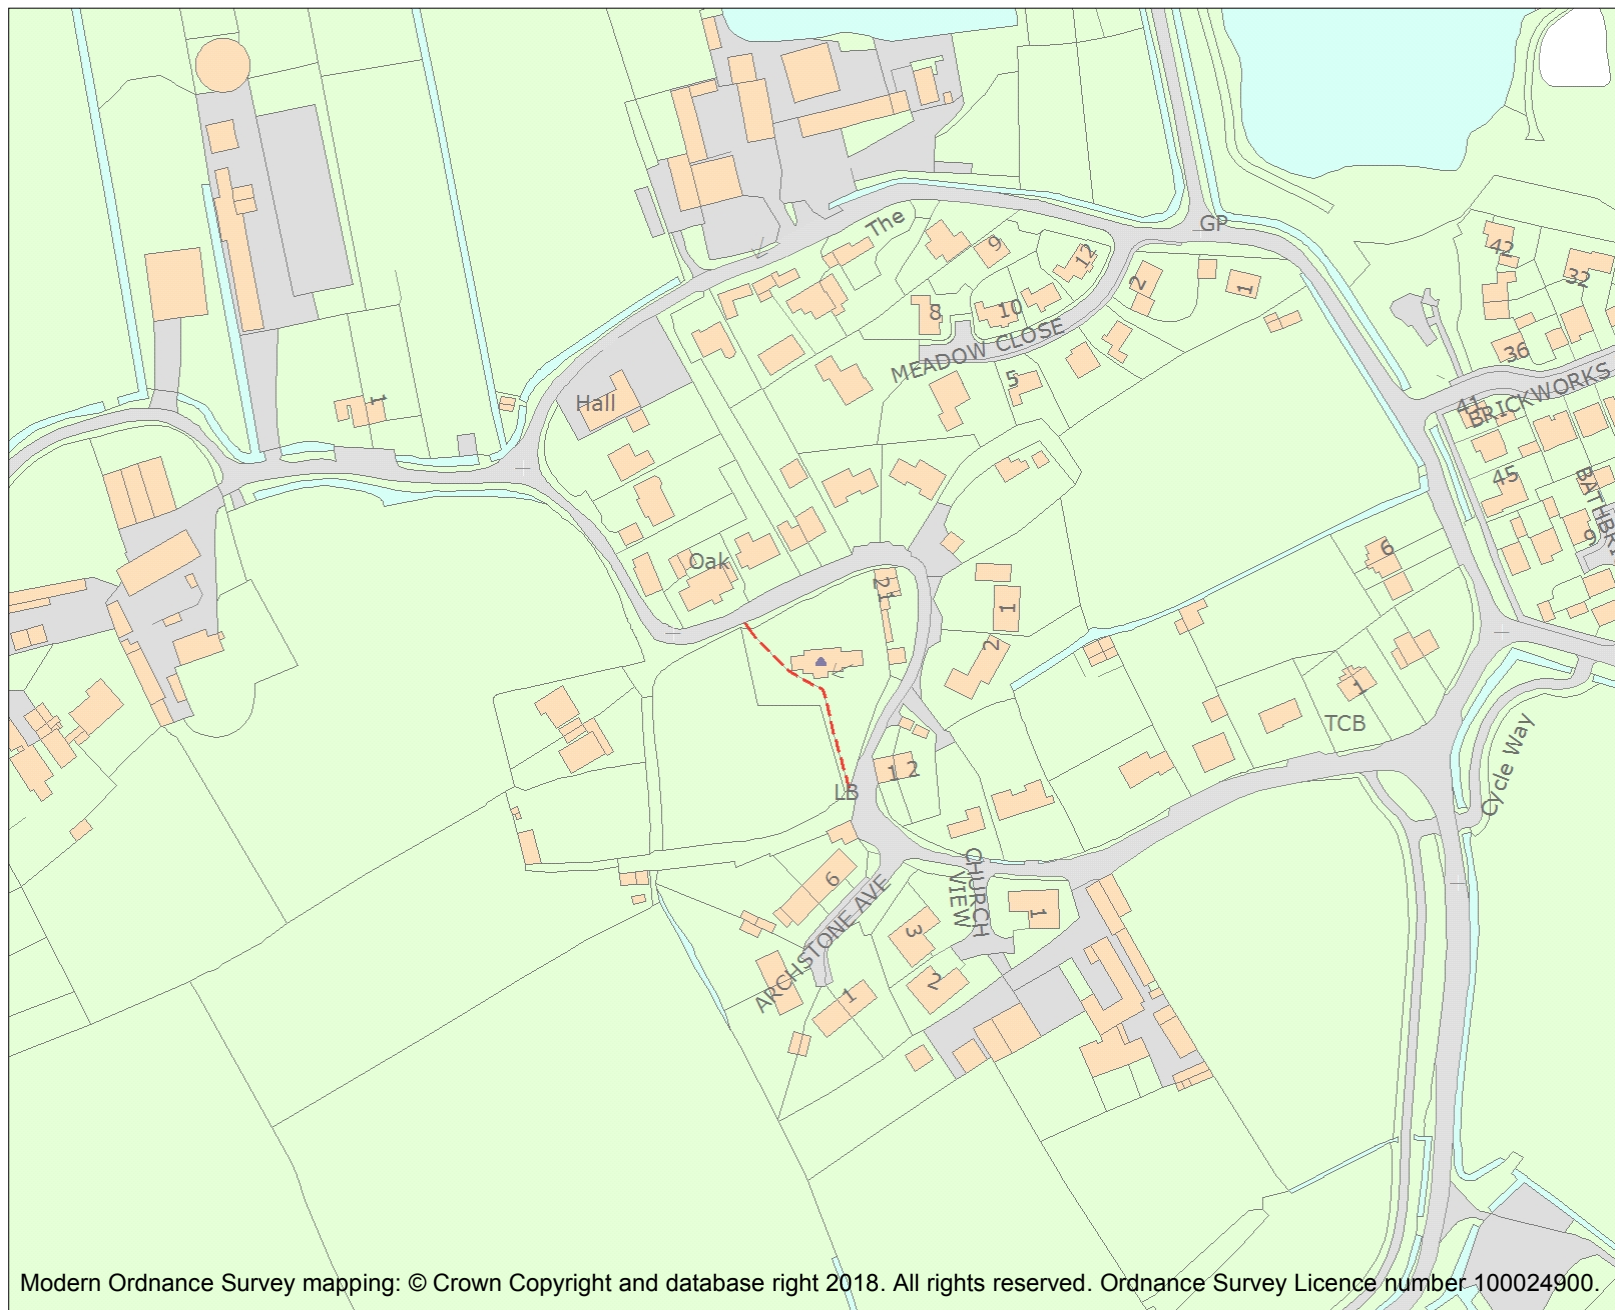 The
GP
9
12
42
32
2
1
8
10
36
MEADOW CLOSE
5
1
Hall
41
BRICKWORKS
45
BATHBRI
9
6
Oak
21
1
2
1
TCB
Cycle Way
1 2
LB
6
CHURCH
VIEW
ARCHSTONE AVE
1
3
2
1
Modern Ordnance Survey mapping: © Crown Copyright and database right 2018. All rights reserved. Ordnance Survey Licence number 100024900.